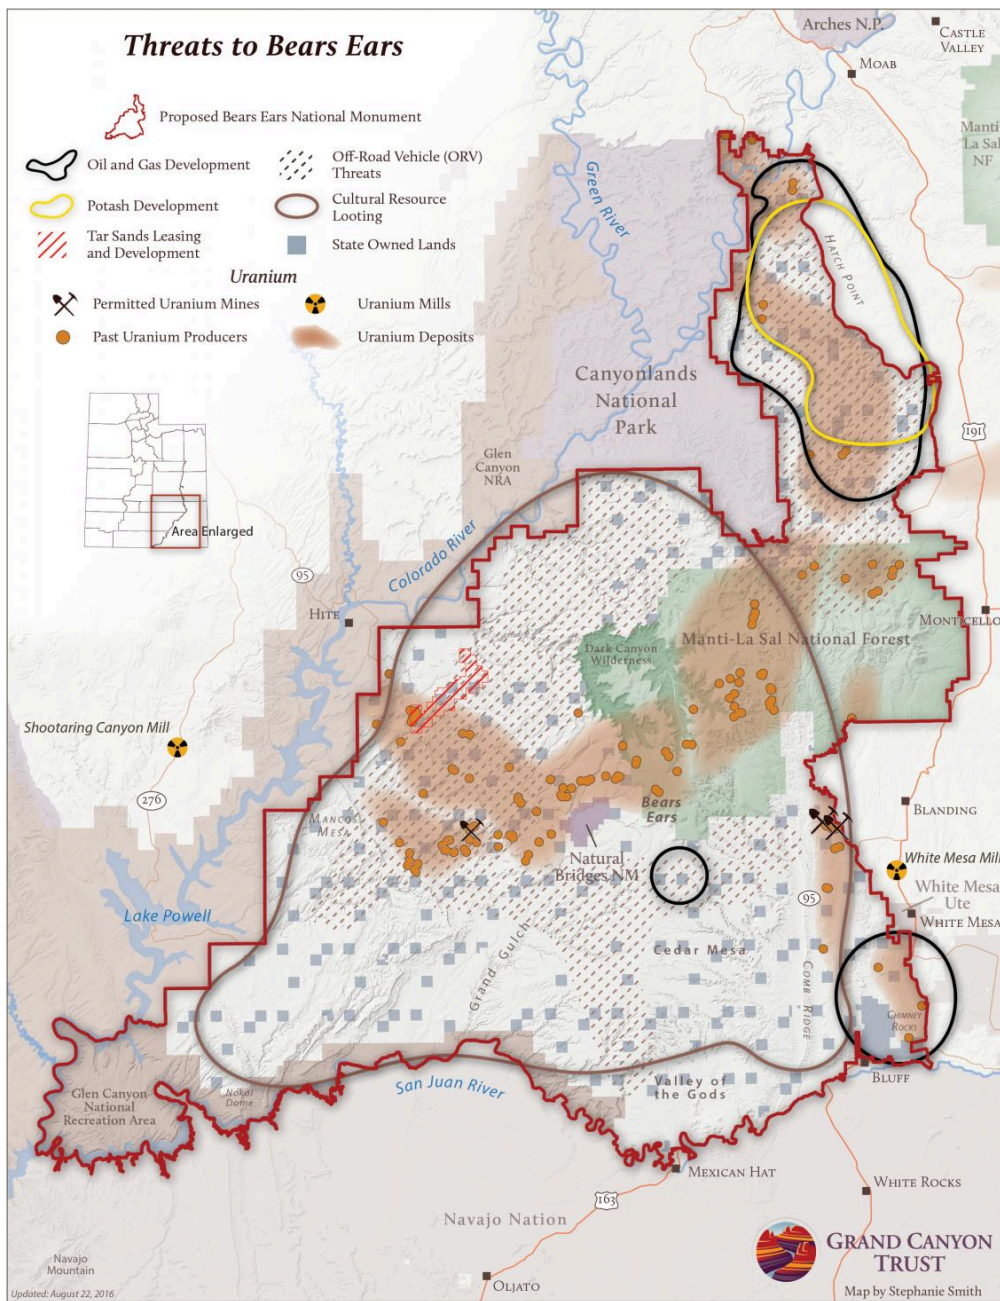 Threats to Bears Ears
Proposed Bears Ears National Monument
Oil and Gas Development
Off-Road Vehicle (ORV)
Threats
Potash Development
Cultural Resource
Looting
Tar Sands Leasing
and Development
State Owned Lands
Uranium
Permitted Uranium Mines
Uranium Mills
Past Uranium Producers
Uranium Deposits
Area Enlarged
Arches N.P.
Castle
Valley
Moab
Manti-
La Sal
NF
Green River
Hatch Point
Canyonlands
National
Park
191
Glen
Canyon
NRA
Colorado River
95
Hite
Monticello
Manti-La Sal National Forest
Dark Canyon
Wilderness
Shootaring Canyon Mill
276
Mancos
Mesa
Bears
Ears
Blanding
Natural
Bridges NM
White Mesa Mill
95
White Mesa
Ute
White Mesa
Lake Powell
Grand Gulch
Cedar Mesa
Comb Ridge
Chimney
Rocks
Bluff
San Juan River
Valley of
the Gods
Nokai
Dome
Glen Canyon
National
Recreation Area
Mexican Hat
White Rocks
163
Navajo Nation
Navajo
Mountain
Oljato
Grand Canyon
Trust
Map by Stephanie Smith
Updated: August 22, 2016